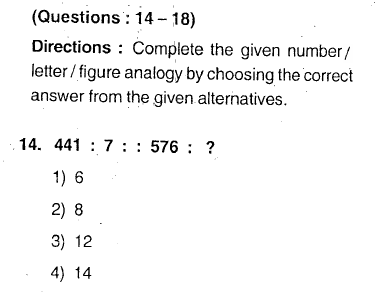 (Questions : 14 – 18)
Directions : Complete the given number/
letter/figure analogy by choosing the correct
answer from the given alternatives.
14. 441 : 7 : : 576 : ?
1) 6
2) 8
3) 12
4) 14